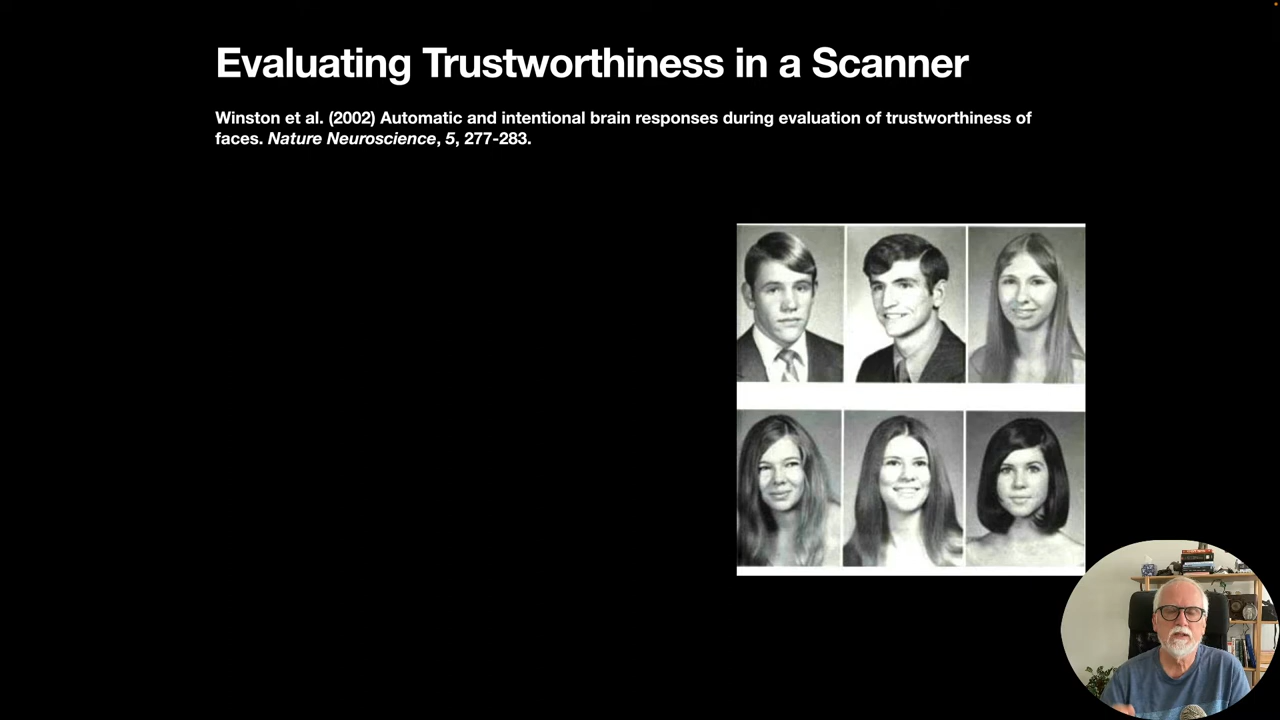 Evaluating Trustworthiness in a Scanner
Winston et al. (2002) Automatic and intentional brain responses during evaluation of trustworthiness of
faces. Nature Neuroscience, 5, 277-283.